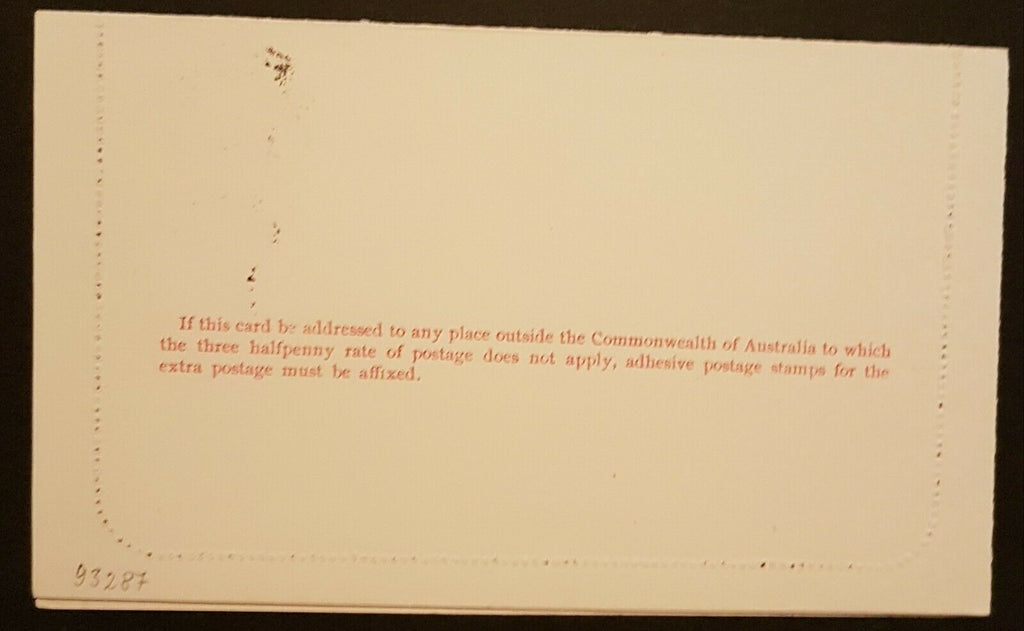 If this card be addressed to any place outside the Commonwealth of Australia to which
the three halfpenny rate of postage does not apply, adhesive postage stamps for the
extra postage must be affixed.
93287